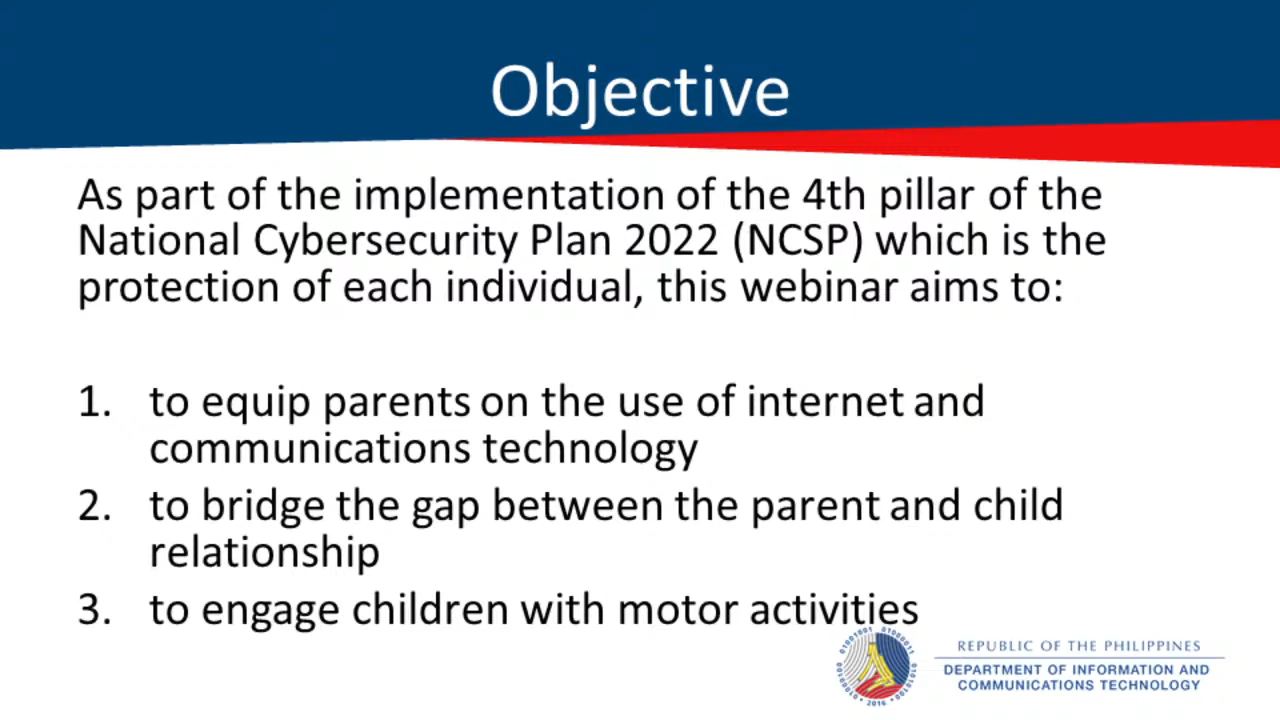 Objective
As part of the implementation of the 4th pillar of the
National Cybersecurity Plan 2022 (NCSP) which is the
protection of each individual, this webinar aims to:
1. to equip parents on the use of internet and
communications technology
2. to bridge the gap between the parent and child
relationship
3. to engage children with motor activities
REPUBLIC OF THE PHILIPPINES
DEPARTMENT OF INFORMATION AND
COMMUNICATIONS TECHNOLOGY
2016